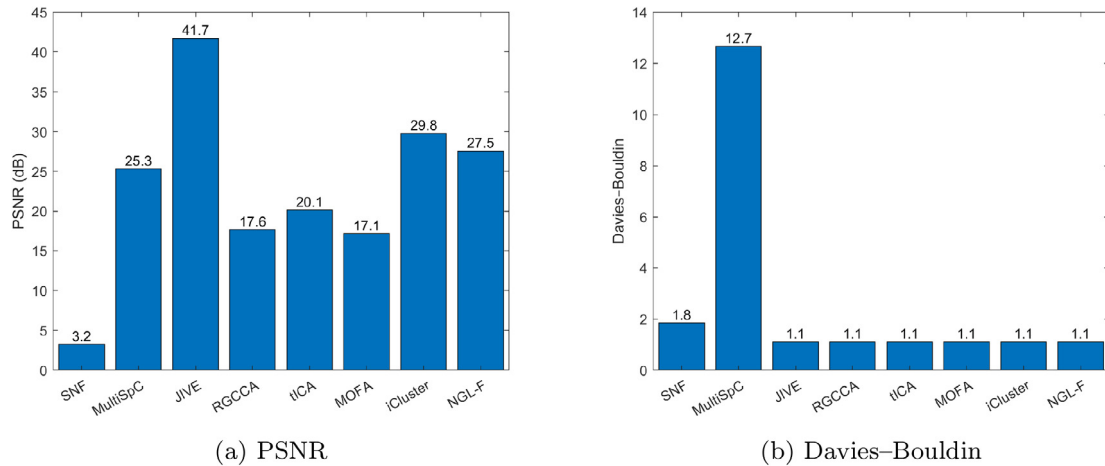 45
40
35
30
25
20
15
10
5
0
PSNR (dB)
3.2
25.3
41.7
17.6
20.1
17.1
29.8
27.5
SNF
MultiSpC
JIVE
RGCCA
tICA
MOFA
iCluster
NGL-F
(a) PSNR
14
12
10
8
6
4
2
0
Davies–Bouldin
1.8
12.7
1.1
1.1
1.1
1.1
1.1
1.1
SNF
MultiSpC
JIVE
RGCCA
tICA
MOFA
iCluster
NGL-F
(b) Davies–Bouldin